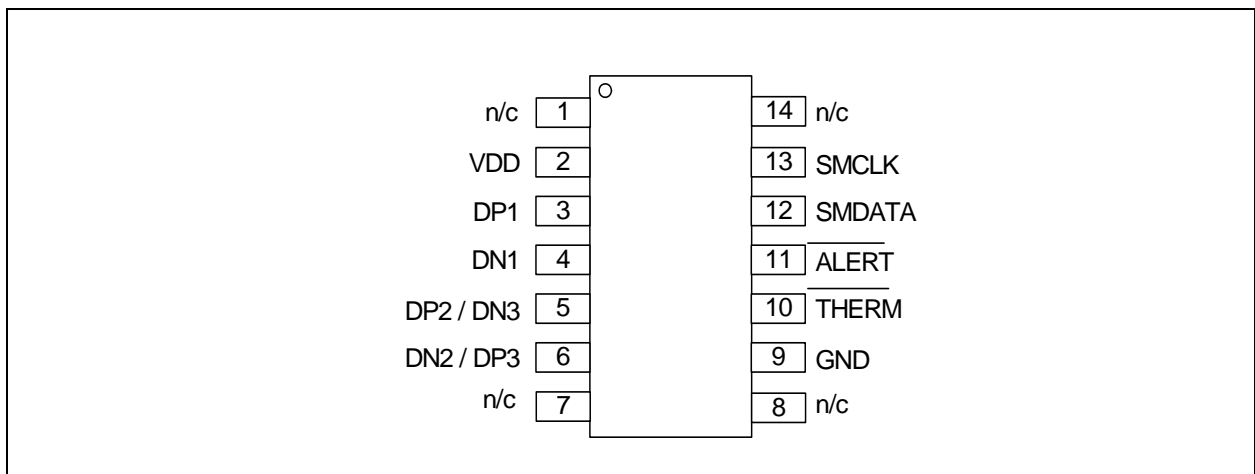 n/c 1 14 n/c
VDD 2 13 SMCLK
DP1 3 12 SMDATA
DN1 4 11 ALERT
DP2 / DN3 5 10 THERM
DN2 / DP3 6 9 GND
n/c 7 8 n/c